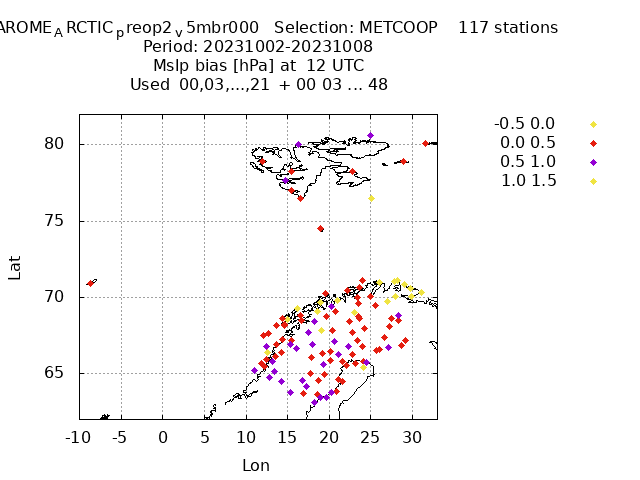 AROME_A RCTIC_p reop2_v 5mbr000   Selection: METCOOP    117 stations
Period: 20231002-20231008
Mslp bias [hPa] at  12 UTC
Used  00,03,...,21  + 00 03 ... 48
-0.5 0.0
0.0 0.5
0.5 1.0
1.0 1.5
80
75
70
65
Lat
-10 -5 0 5 10 15 20 25 30
Lon